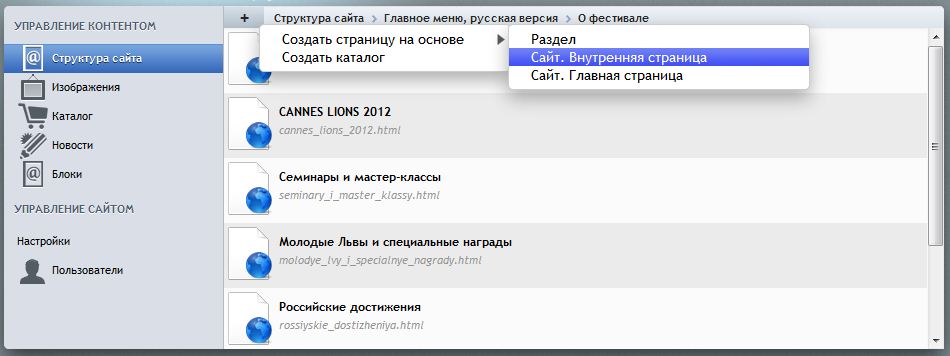 УПРАВЛЕНИЕ КОНТЕНТОМ
Структура сайта
Изображения
Каталог
Новости
Блоки
УПРАВЛЕНИЕ САЙТОМ
Настройки
Пользователи
+ Структура сайта Главное меню, русская версия О фестивале
Создать страницу на основе
Создать каталог
Раздел
Сайт. Внутренняя страница
Сайт. Главная страница
CANNES LIONS 2012
cannes_lions_2012.html
Семинары и мастер-классы
seminary_i_master_klassy.html
Молодые Львы и специальные награды
molodye_lvy_i_specialnye_nagrady.html
Российские достижения
rossiyskie_dostizheniya.html